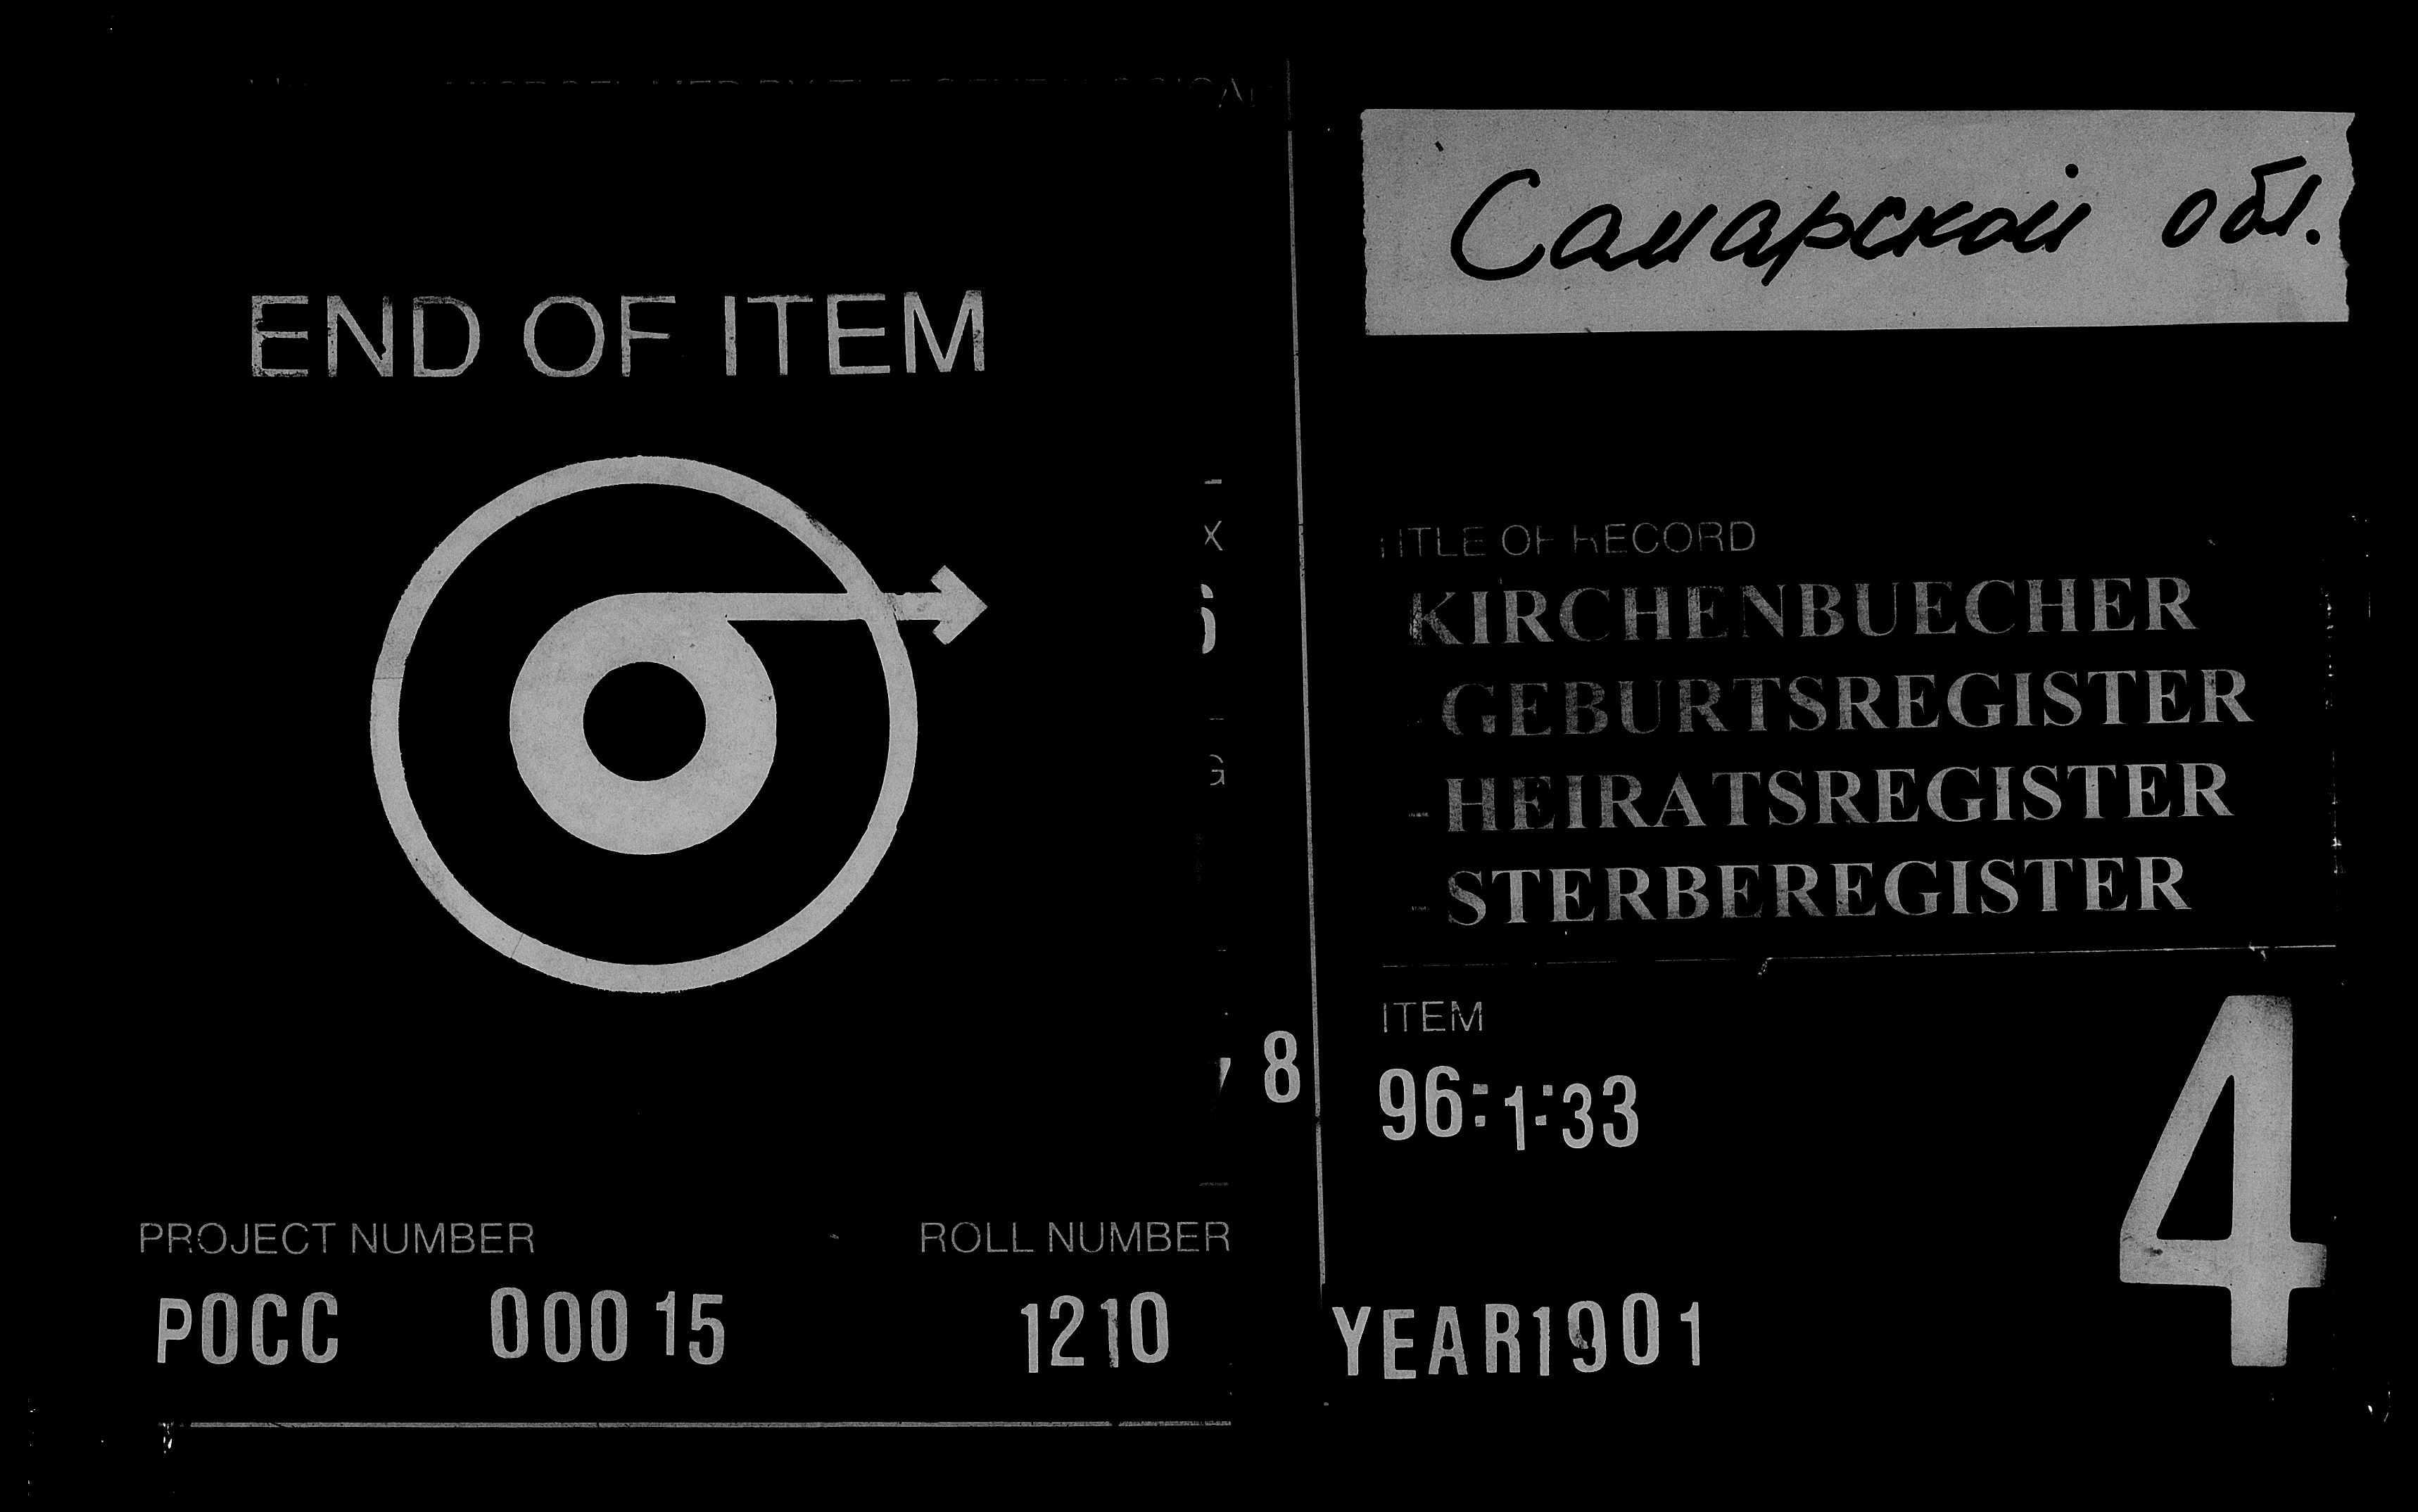 END OF ITEM
PROJECT NUMBER
ROLL NUMBER
POCC 00015
1210
Самарской обл.
TITLE OF RECORD
KIRCHENBUECHER
- GEBURTSREGISTER
- HEIRATSREGISTER
- STERBEREGISTER
ITEM
8
96:1:33
4
YEAR1901